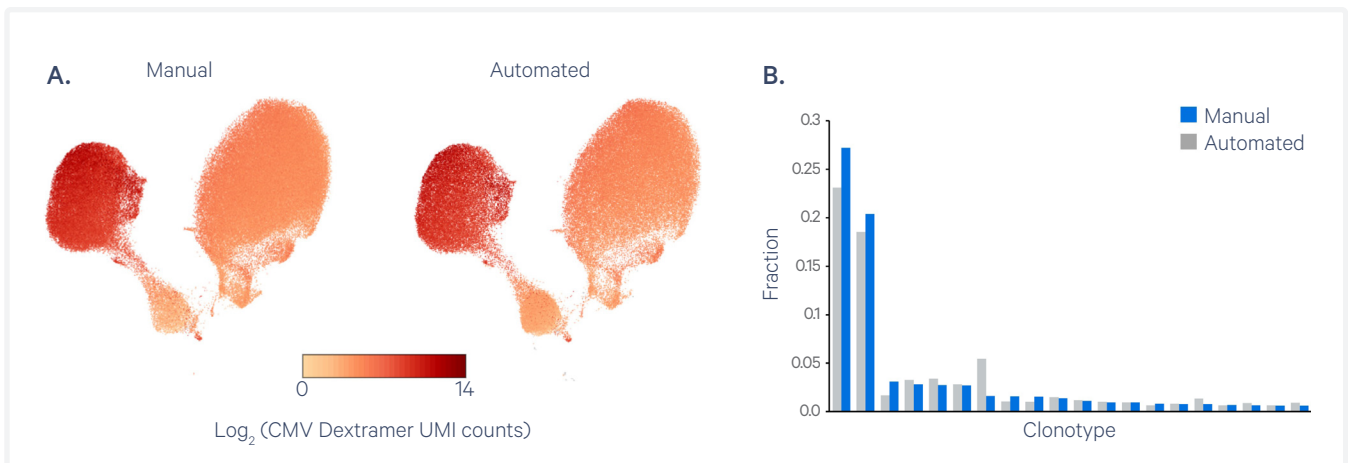 A.
Manual
Automated
0
14
Log₂ (CMV Dextramer UMI counts)
B.
Manual
Automated
0.3
0.25
0.2
0.15
0.1
0.05
0.0
Fraction
Clonotype